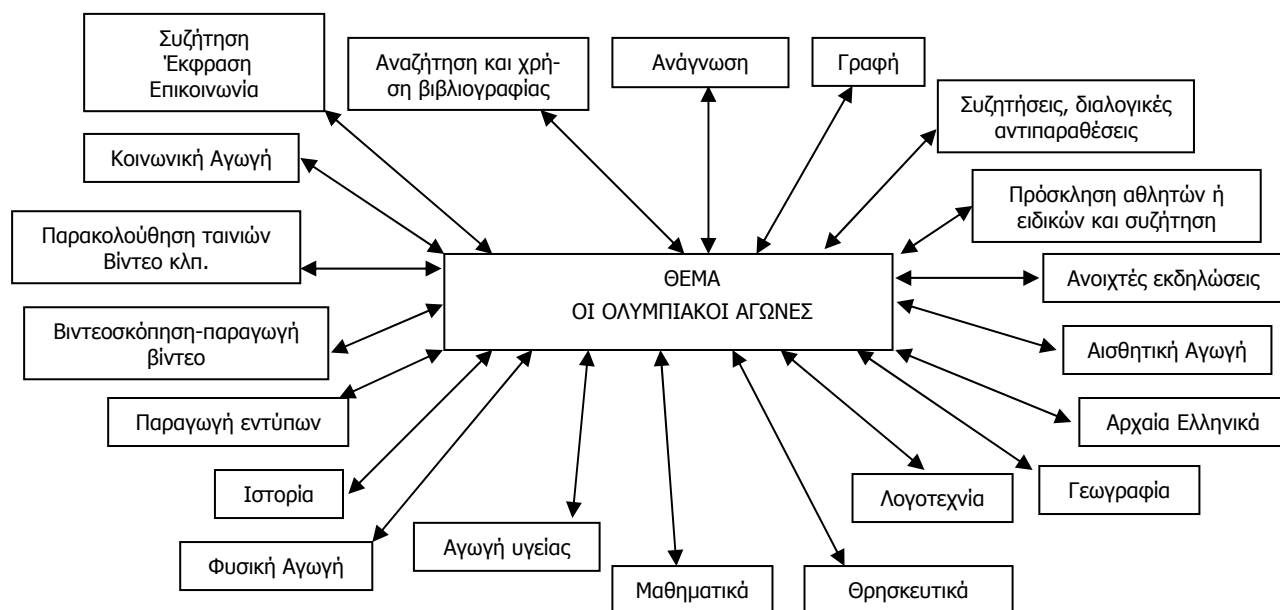 Συζήτηση
Έκφραση
Επικοινωνία
Αναζήτηση και χρή-
ση βιβλιογραφίας
Ανάγνωση
Γραφή
Συζητήσεις, διαλογικές
αντιπαραθέσεις
Κοινωνική Αγωγή
Πρόσκληση αθλητών ή
ειδικών και συζήτηση
Παρακολούθηση ταινιών
Βίντεο κλπ.
ΘΕΜΑ
ΟΙ ΟΛΥΜΠΙΑΚΟΙ ΑΓΩΝΕΣ
Ανοιχτές εκδηλώσεις
Βιντεοσκόπηση-παραγωγή
βίντεο
Αισθητική Αγωγή
Παραγωγή εντύπων
Αρχαία Ελληνικά
Ιστορία
Λογοτεχνία
Γεωγραφία
Φυσική Αγωγή
Αγωγή υγείας
Μαθηματικά
Θρησκευτικά